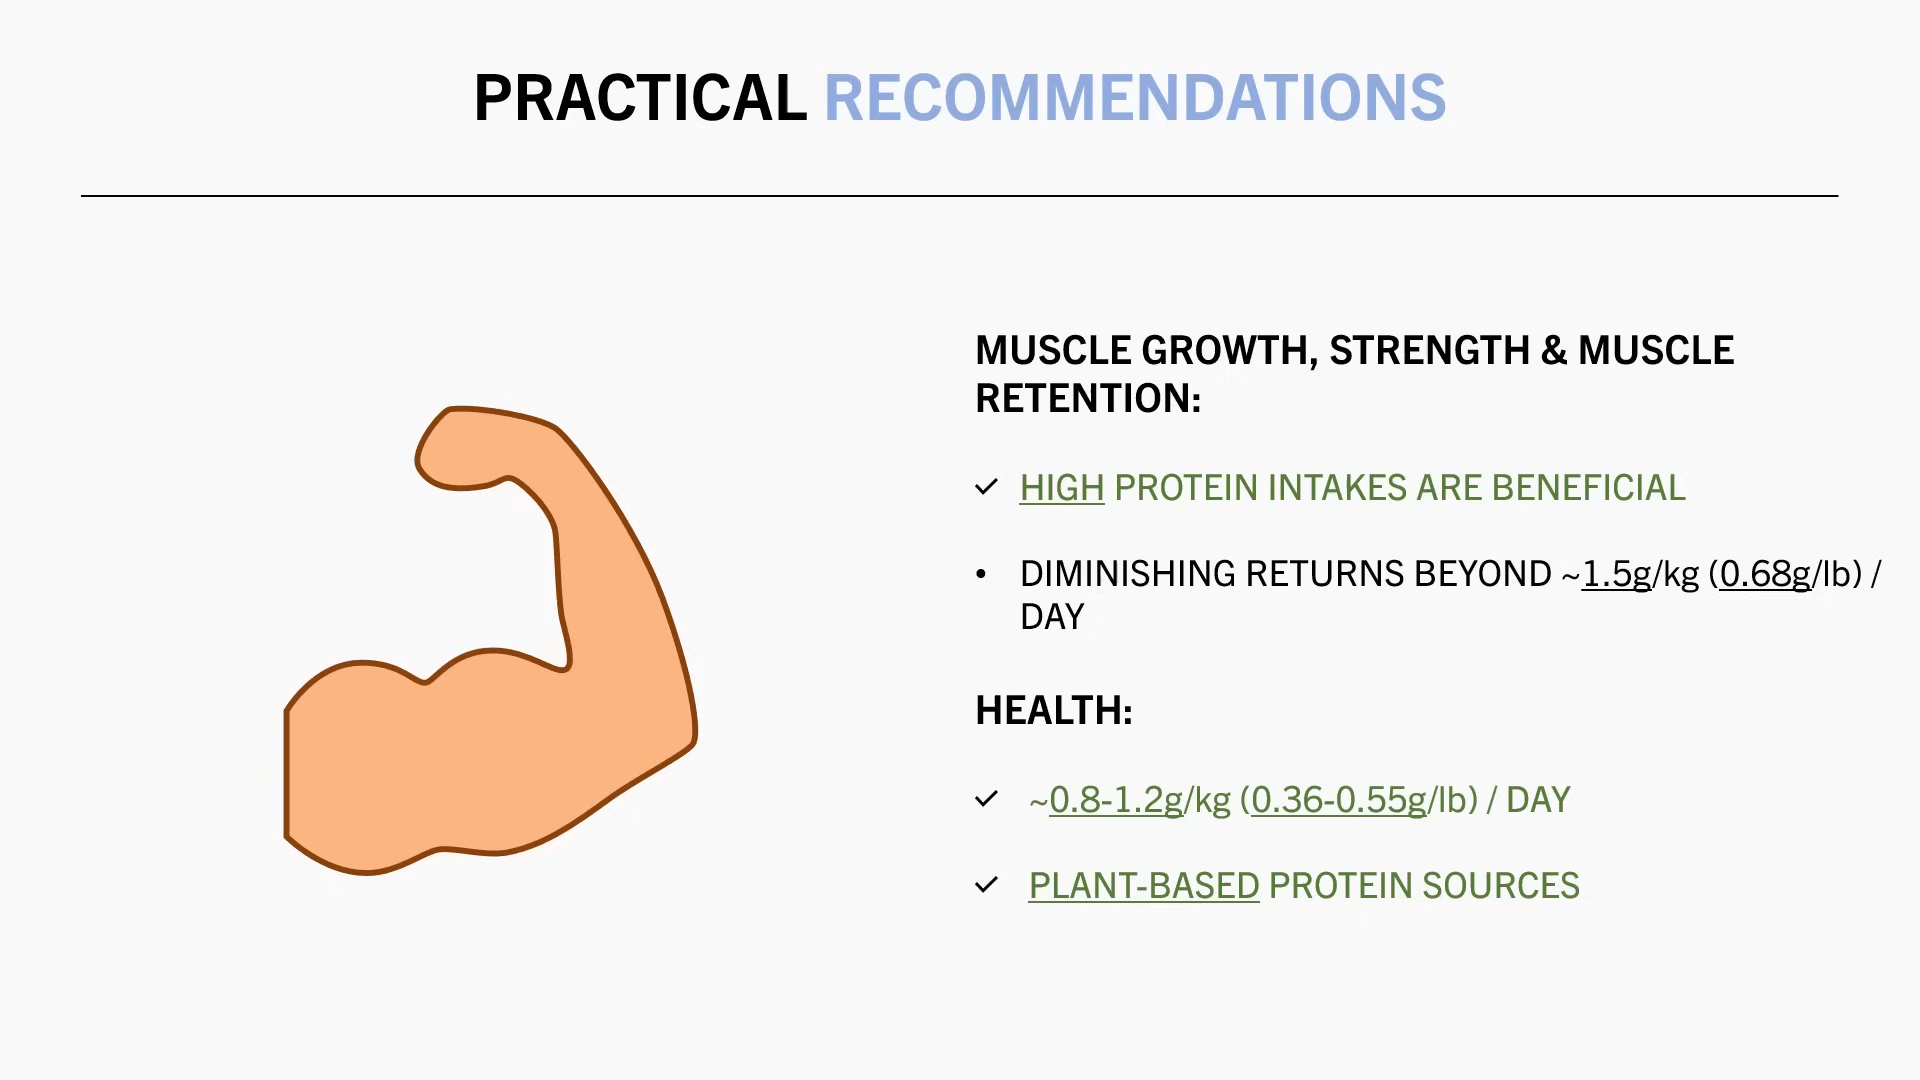 PRACTICAL RECOMMENDATIONS
MUSCLE GROWTH, STRENGTH & MUSCLE
RETENTION:
✓ HIGH PROTEIN INTAKES ARE BENEFICIAL
• DIMINISHING RETURNS BEYOND ~1.5g/kg (0.68g/lb) /
DAY
HEALTH:
✓ ~0.8-1.2g/kg (0.36-0.55g/lb) / DAY
✓ PLANT-BASED PROTEIN SOURCES